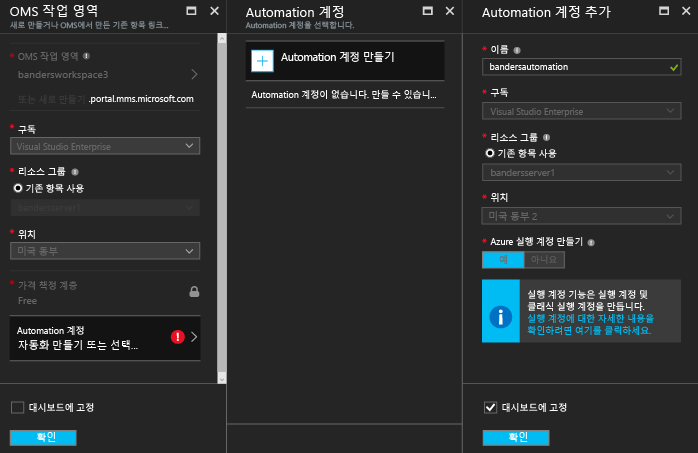 OMS 작업 영역
새로 만들거나 OMS에서 만든 기존 항목 링크...
* OMS 작업 영역
bandersworkspace3
또는 새로 만들기 .portal.mms.microsoft.com
* 구독
Visual Studio Enterprise
* 리소스 그룹
기존 항목 사용
bandersserver1
* 위치
미국 동부
* 가격 책정 계층
Free
Automation 계정
자동화 만들기 또는 선택...
대시보드에 고정
확인
Automation 계정
Automation 계정을 선택합니다.
Automation 계정 만들기
Automation 계정이 없습니다. 만들 수 있습니...
Automation 계정 추가
* 이름
bandersautomation
* 구독
Visual Studio Enterprise
* 리소스 그룹
기존 항목 사용
bandersserver1
* 위치
미국 동부 2
* Azure 실행 계정 만들기
예 아니요
실행 계정 기능은 실행 계정 및
클래식 실행 계정을 만듭니다.
실행 계정에 대한 자세한 내용을
확인하려면 여기를 클릭하세요.
대시보드에 고정
확인